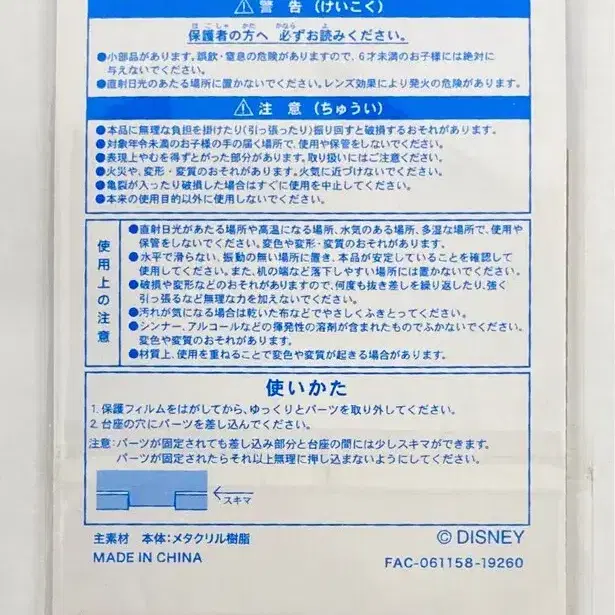 ⚠警告(けいこく)
保護者の方へ 必ずお読みください。
●小部品があります。誤飲・窒息の危険がありますので、6才未満のお子様には絶対に
与えないでください。
●直射日光のあたる場所に置かないでください。レンズ効果により発火の危険があります。
⚠注意(ちゅうい)
●本品に無理な負担を掛けたり(引っ張ったり)振り回すと破損するおそれがあります。
●対象年令未満のお子様の手の届く場所で、使用や保管をしないでください。
●表現上やむを得ずとがった部分があります。取り扱いにはご注意ください。
●火災や、変形・変質のおそれがあります。火気に近づけないでください。
●亀裂が入ったり破損した場合はすぐに使用を中止してください。
●本来の使用目的以外に使用しないでください。
使用上の注意
●直射日光があたる場所や高温になる場所、水気のある場所、多湿な場所で、使用や
保管をしないでください。変色や変形・変質のおそれがあります。
●水平で滑らない、振動の無い場所に置き、本品が安定していることを確認して
使用してください。また、机の端など落下しやすい場所には置かないでください。
●破損や変形などのおそれがありますので、何度も抜き差しを繰り返したり、強く
引っ張るなど無理な力を加えないでください。
●汚れが気になる場合は乾いた布などでやさしくふきとってください。
●シンナー、アルコールなどの揮発性の溶剤が含まれたものでふかないでください。
変色や変質のおそれがあります。
●材質上、使用を重ねることで変色や変質が起きる場合があります。
使いかた
1. 保護フィルムをはがしてから、ゆっくりとパーツを取り外してください。
2. 台座の穴にパーツを差し込んでください。
注意:パーツが固定されても差し込み部分と台座の間には少しスキマができます。
パーツが固定されたらそれ以上無理に押し込まないようにしてください。
スキマ
主素材 本体:メタクリル樹脂
MADE IN CHINA
© DISNEY
FAC-061158-19260